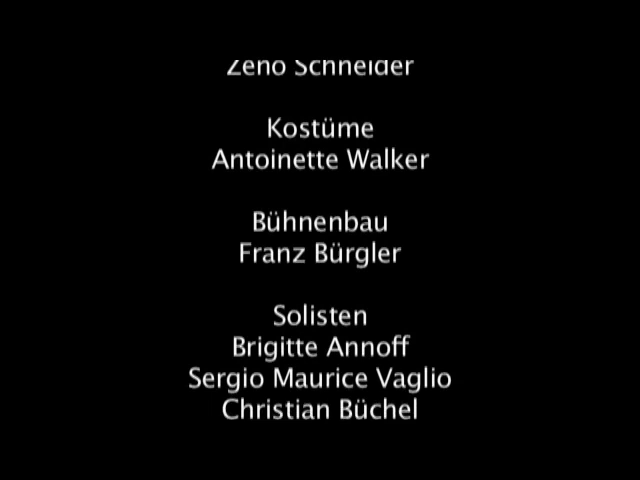 Zeno Schneider
Kostüme
Antoinette Walker
Bühnenbau
Franz Bürgler
Solisten
Brigitte Annoff
Sergio Maurice Vaglio
Christian Büchel